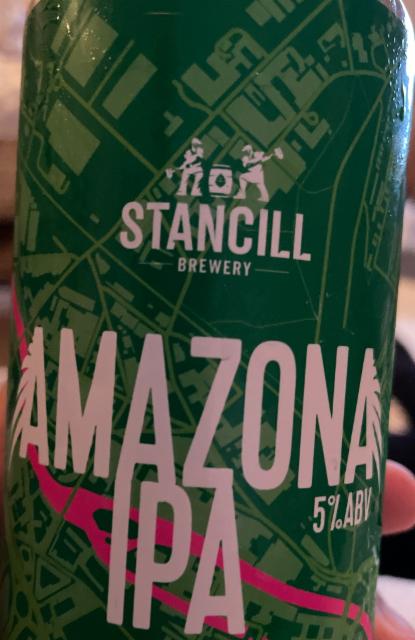 STANCILL
BREWERY
AMAZONA
IPA
5% ABV